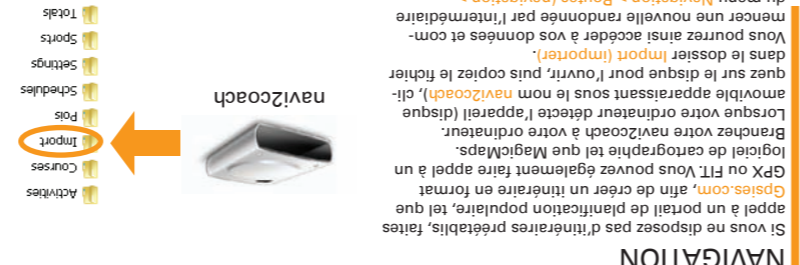 NAVIGATION
Si vous ne disposez pas d'itinéraires préétablis, faites
appel à un portail de planification populaire, tel que
Gpsies.com, afin de créer un itinéraire en format
GPX ou FIT. Vous pouvez également faire appel à un
logiciel de cartographie tel que MagicMaps.
Branchez votre navi2coach à votre ordinateur.
Lorsque votre ordinateur détecte l'appareil (disque
amovible apparaissant sous le nom navi2coach), cli-
quez sur le disque pour l'ouvrir, puis copiez le fichier
dans le dossier Import (importer).
Vous pourrez ainsi accéder à vos données et com-
mencer une nouvelle randonnée par l'intermédiaire
du menu Navigation > Routes (navigation >
navi2coach
Activities
Courses
Import
Pois
Schedules
Settings
Sports
Totals